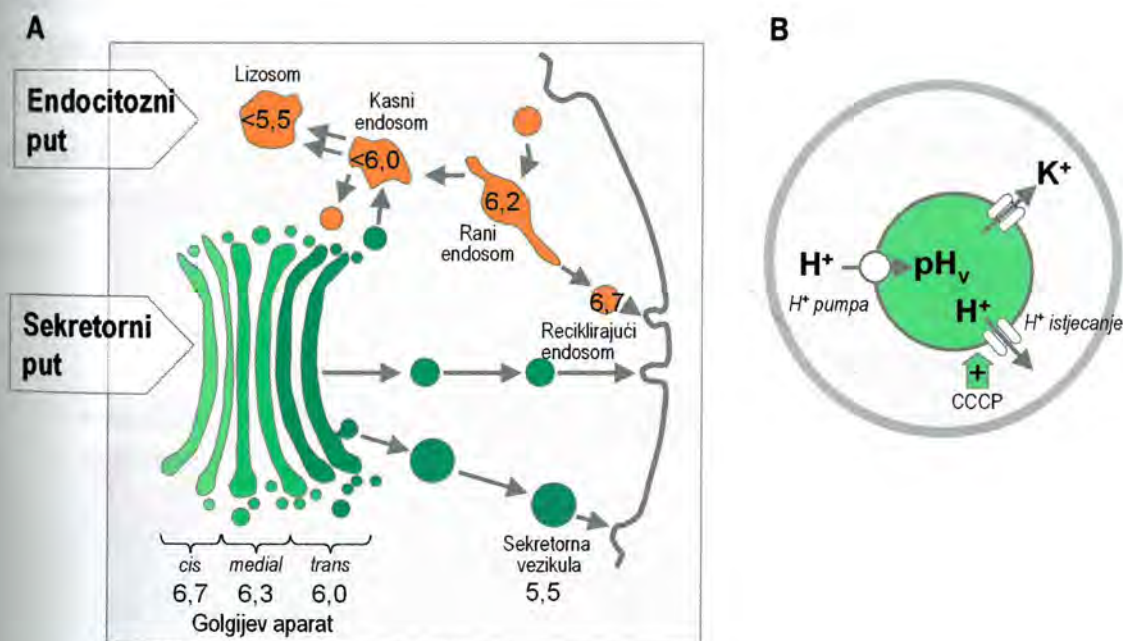 A
Endocitozni
put
Lizosom
<5,5
Kasni
endosom
<6,0
6,2
Rani
endosom
6,7
Reciklirajući
endosom
Sekretorni
put
Sekretorna
vezikula
5,5
cis
medial
trans
6,7
6,3
6,0
Golgijev aparat
B
K⁺
H⁺
pHᵥ
H⁺ pumpa
H⁺
H⁺ istjecanje
+
CCCP